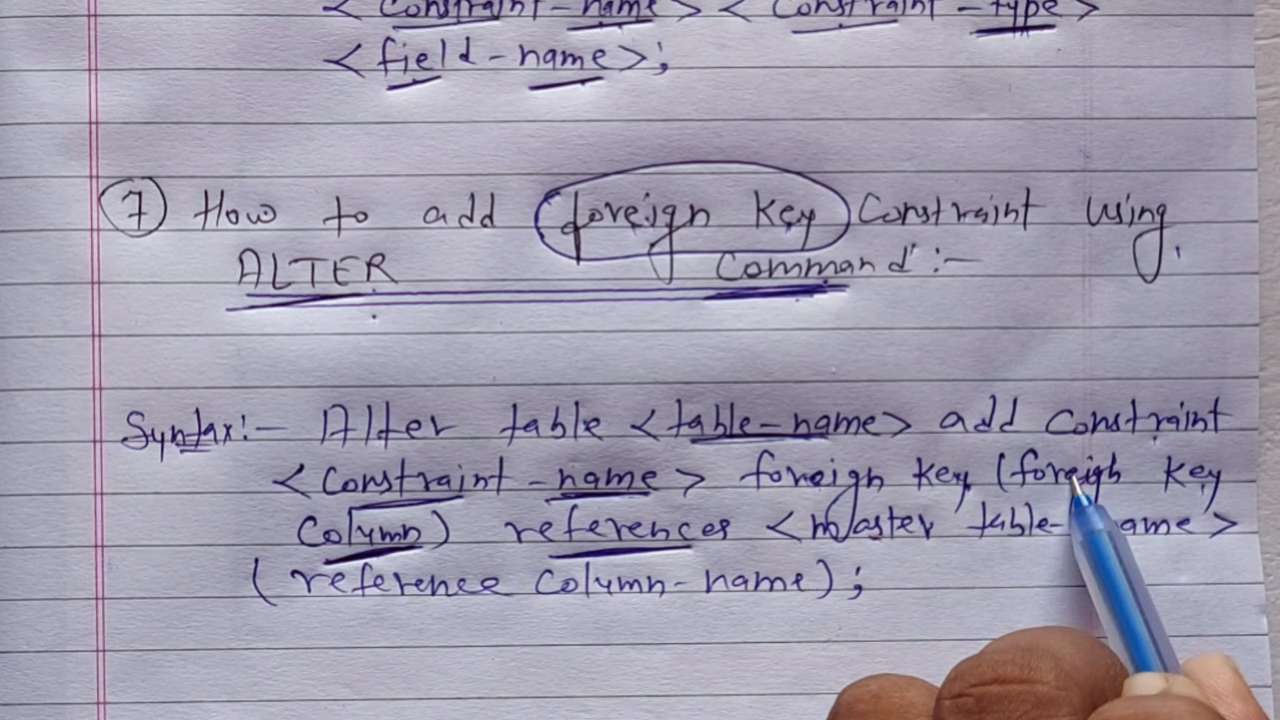 <Constraint-name> <Constraint-type>
<field-name>;
7 How to add foreign key Constraint using
ALTER Command:-
Syntax:- Alter table <table-name> add constraint
<Constraint-name> foreign key (foreign key
Column) references <master table-name>
(reference column-name);